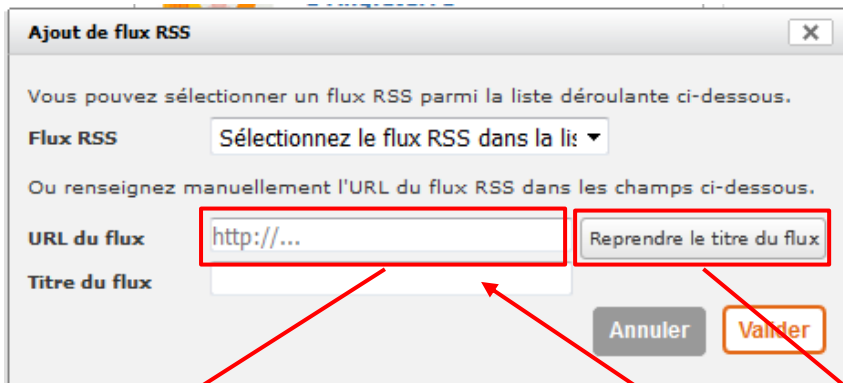 Ajout de flux RSS
Vous pouvez sélectionner un flux RSS parmi la liste déroulante ci-dessous.
Flux RSS Sélectionnez le flux RSS dans la lis
Ou renseignez manuellement l'URL du flux RSS dans les champs ci-dessous.
URL du flux http://... Reprendre le titre du flux
Titre du flux
Annuler Valider